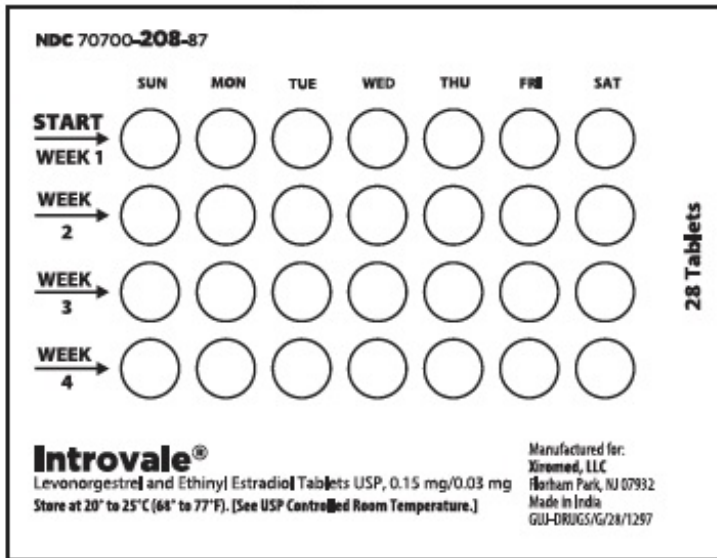 NDC 70700-208-87
SUN MON TUE WED THU FRI SAT
START
WEEK 1
WEEK
2
WEEK
3
WEEK
4
28 Tablets
Introvale®
Levonorgestrel and Ethinyl Estradiol Tablets USP, 0.15 mg/0.03 mg
Store at 20° to 25°C (68° to 77°F). [See USP Controlled Room Temperature.]
Manufactured for:
Xiromed, LLC
Florham Park, NJ 07932
Made in India
GUJ-DRUGS/G/28/1297